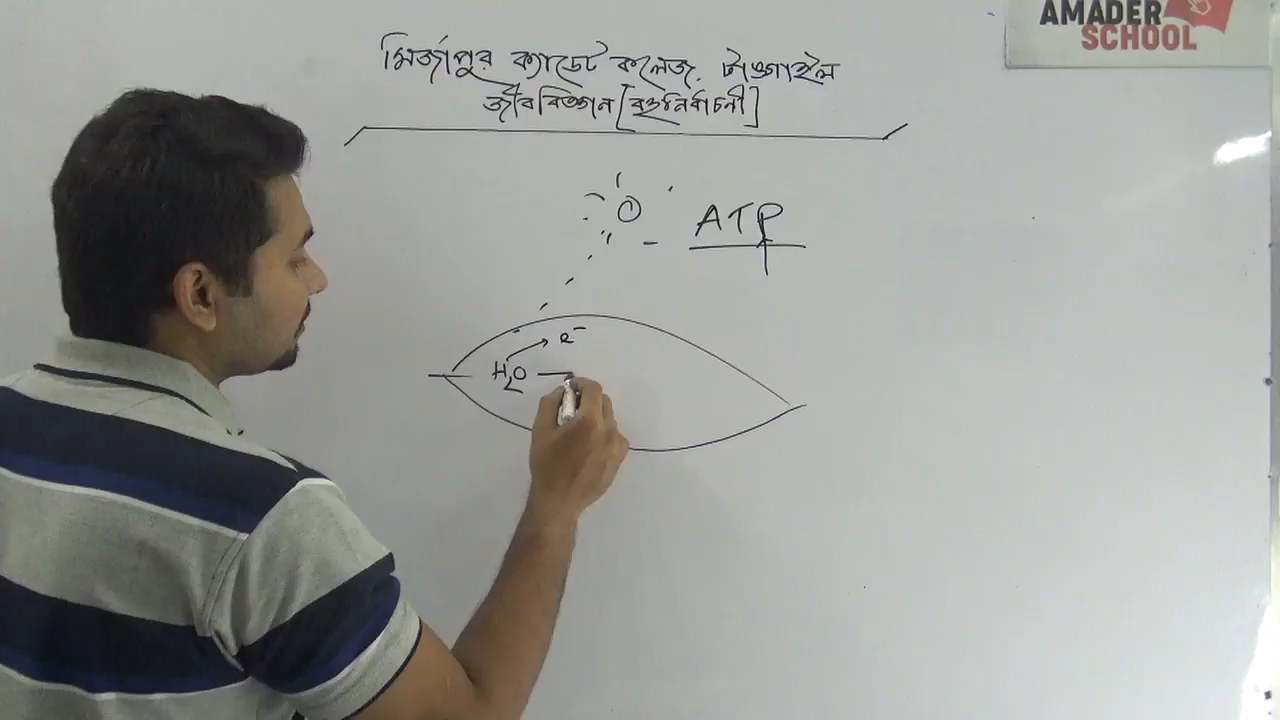 AMADER
SCHOOL
মির্জাপুর ক্যাডেট কলেজ, টাঙ্গাইল
জীববিজ্ঞান [বহুনির্বাচনী]
ATP
e⁻
H₂O